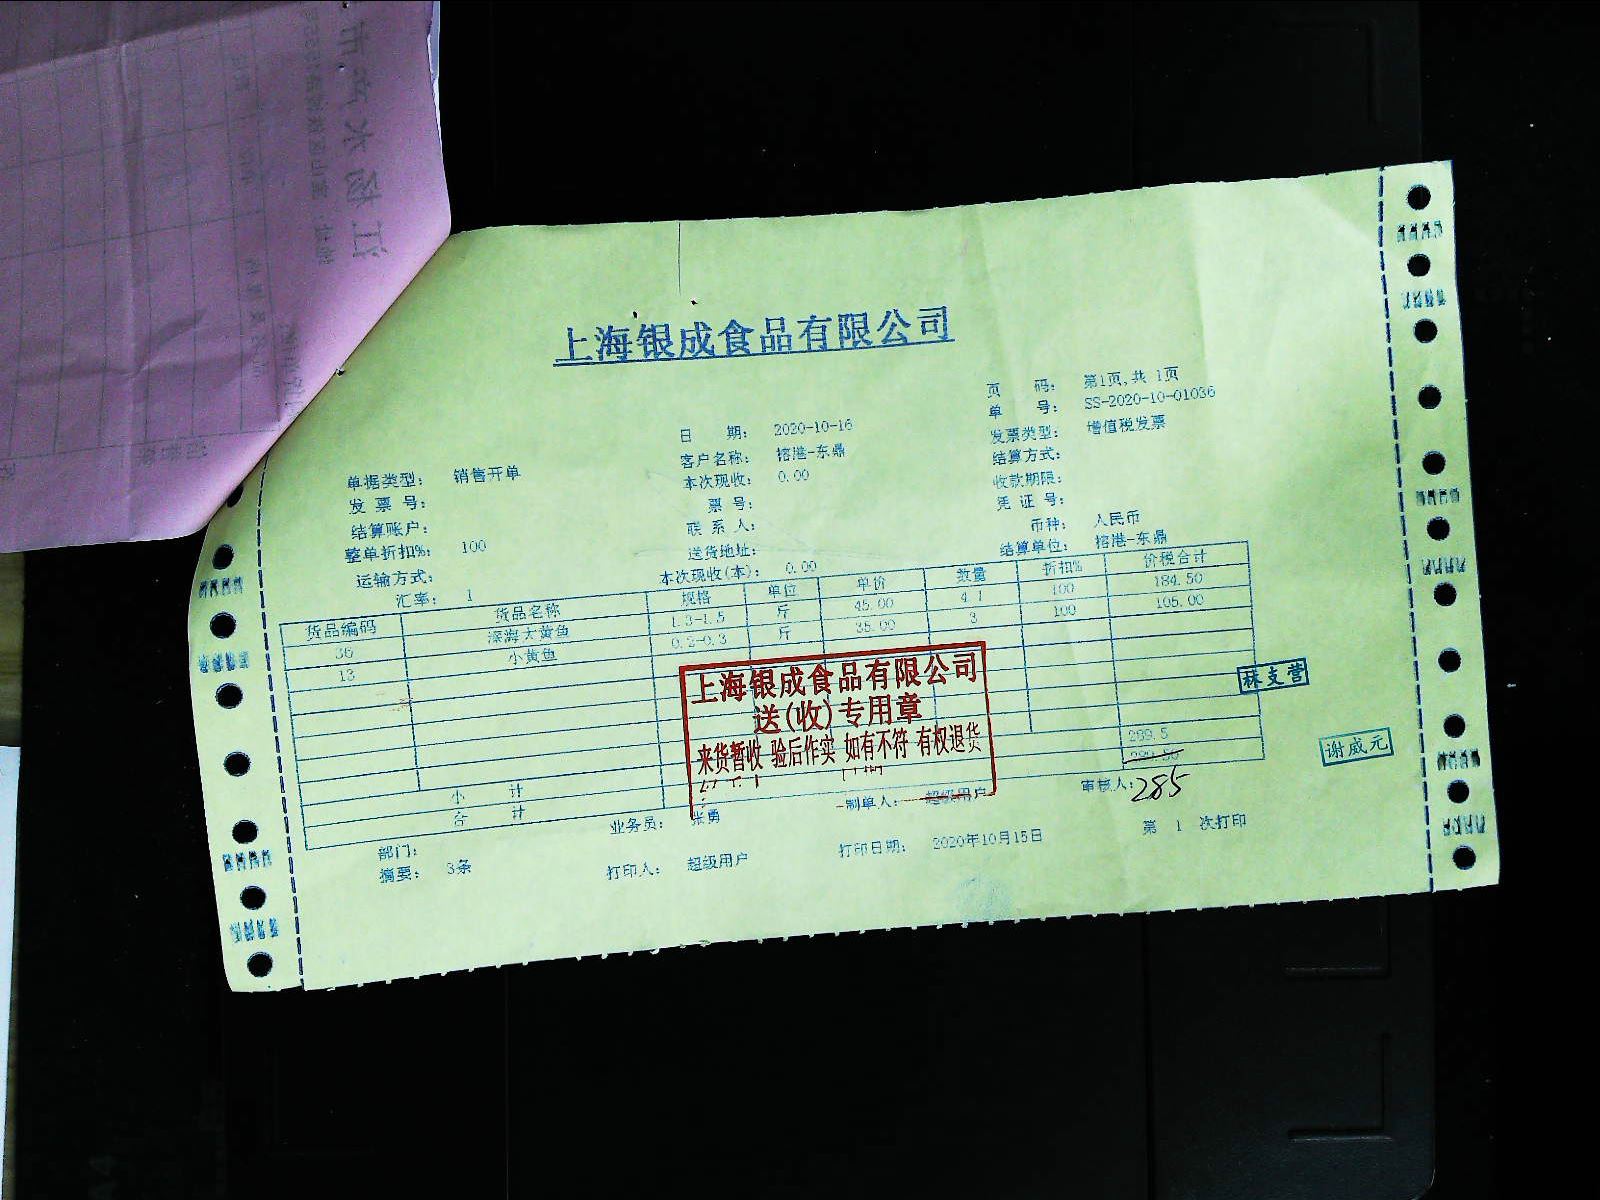 上海银成食品有限公司
页 码: 第1页,共 1页
单 号: SS-2020-10-01036
日 期: 2020-10-16
发票类型: 增值税发票
客户名称: 榕港-东鼎
结算方式:
单据类型: 销售开单
本次现收: 0.00
收款期限:
发 票 号:
票 号:
凭 证 号:
结算账户:
联 系 人:
币种: 人民币
整单折扣%: 100
送货地址:
结算单位: 榕港-东鼎
运输方式:
本次现收(本): 0.00
汇率: 1
货品编码 货品名称 规格 单位 单价 数量 折扣% 价税合计
36 深海大黄鱼 1.3-1.5 斤 45.00 4.1 100 184.50
13 小黄鱼 0.2-0.3 斤 35.00 3 100 105.00
上海银成食品有限公司
送(收)专用章
来货暂收 验后作实 如有不符 有权退货
林支营
谢威元
小 计 289.5
合 计 289.50
285
部门:
业务员: 张勇
制单人: 超级用户
审核人:
摘要: 3条
打印人: 超级用户
打印日期: 2020年10月15日
第 1 次打印
江杨水产市